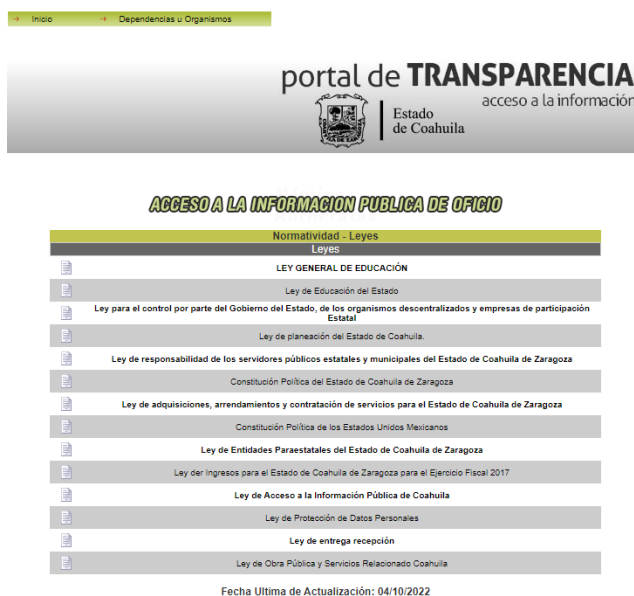 Inicio Dependencias u Organismos
portal de TRANSPARENCIA
acceso a la información
Estado
de Coahuila
ACCESO A LA INFORMACION PUBLICA DE OFICIO
Normatividad - Leyes
Leyes
LEY GENERAL DE EDUCACIÓN
Ley de Educación del Estado
Ley para el control por parte del Gobierno del Estado, de los organismos descentralizados y empresas de participación
Estatal
Ley de planeación del Estado de Coahuila.
Ley de responsabilidad de los servidores públicos estatales y municipales del Estado de Coahuila de Zaragoza
Constitución Política del Estado de Coahuila de Zaragoza
Ley de adquisiciones, arrendamientos y contratación de servicios para el Estado de Coahuila de Zaragoza
Constitución Política de los Estados Unidos Mexicanos
Ley de Entidades Paraestatales del Estado de Coahuila de Zaragoza
Ley der Ingresos para el Estado de Coahuila de Zaragoza para el Ejercicio Fiscal 2017
Ley de Acceso a la Información Pública de Coahuila
Ley de Protección de Datos Personales
Ley de entrega recepción
Ley de Obra Pública y Servicios Relacionado Coahuila
Fecha Ultima de Actualización: 04/10/2022